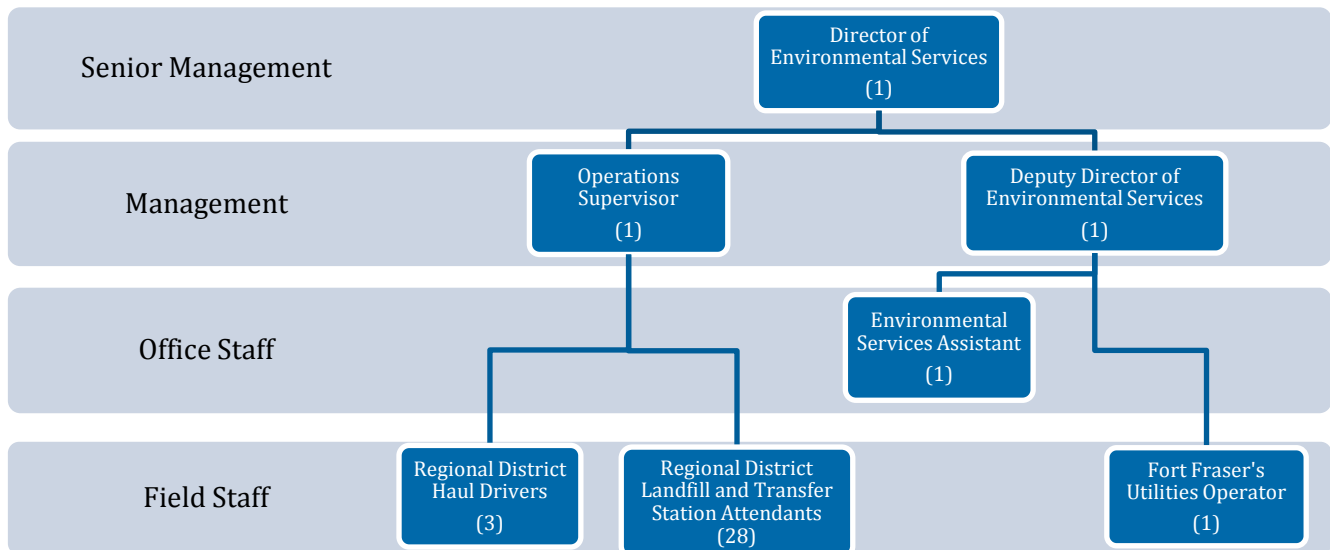 Senior Management
Director of
Environmental Services
(1)
Management
Operations
Supervisor
(1)
Deputy Director of
Environmental Services
(1)
Office Staff
Environmental
Services Assistant
(1)
Field Staff
Regional District
Haul Drivers
(3)
Regional District
Landfill and Transfer
Station Attendants
(28)
Fort Fraser's
Utilities Operator
(1)